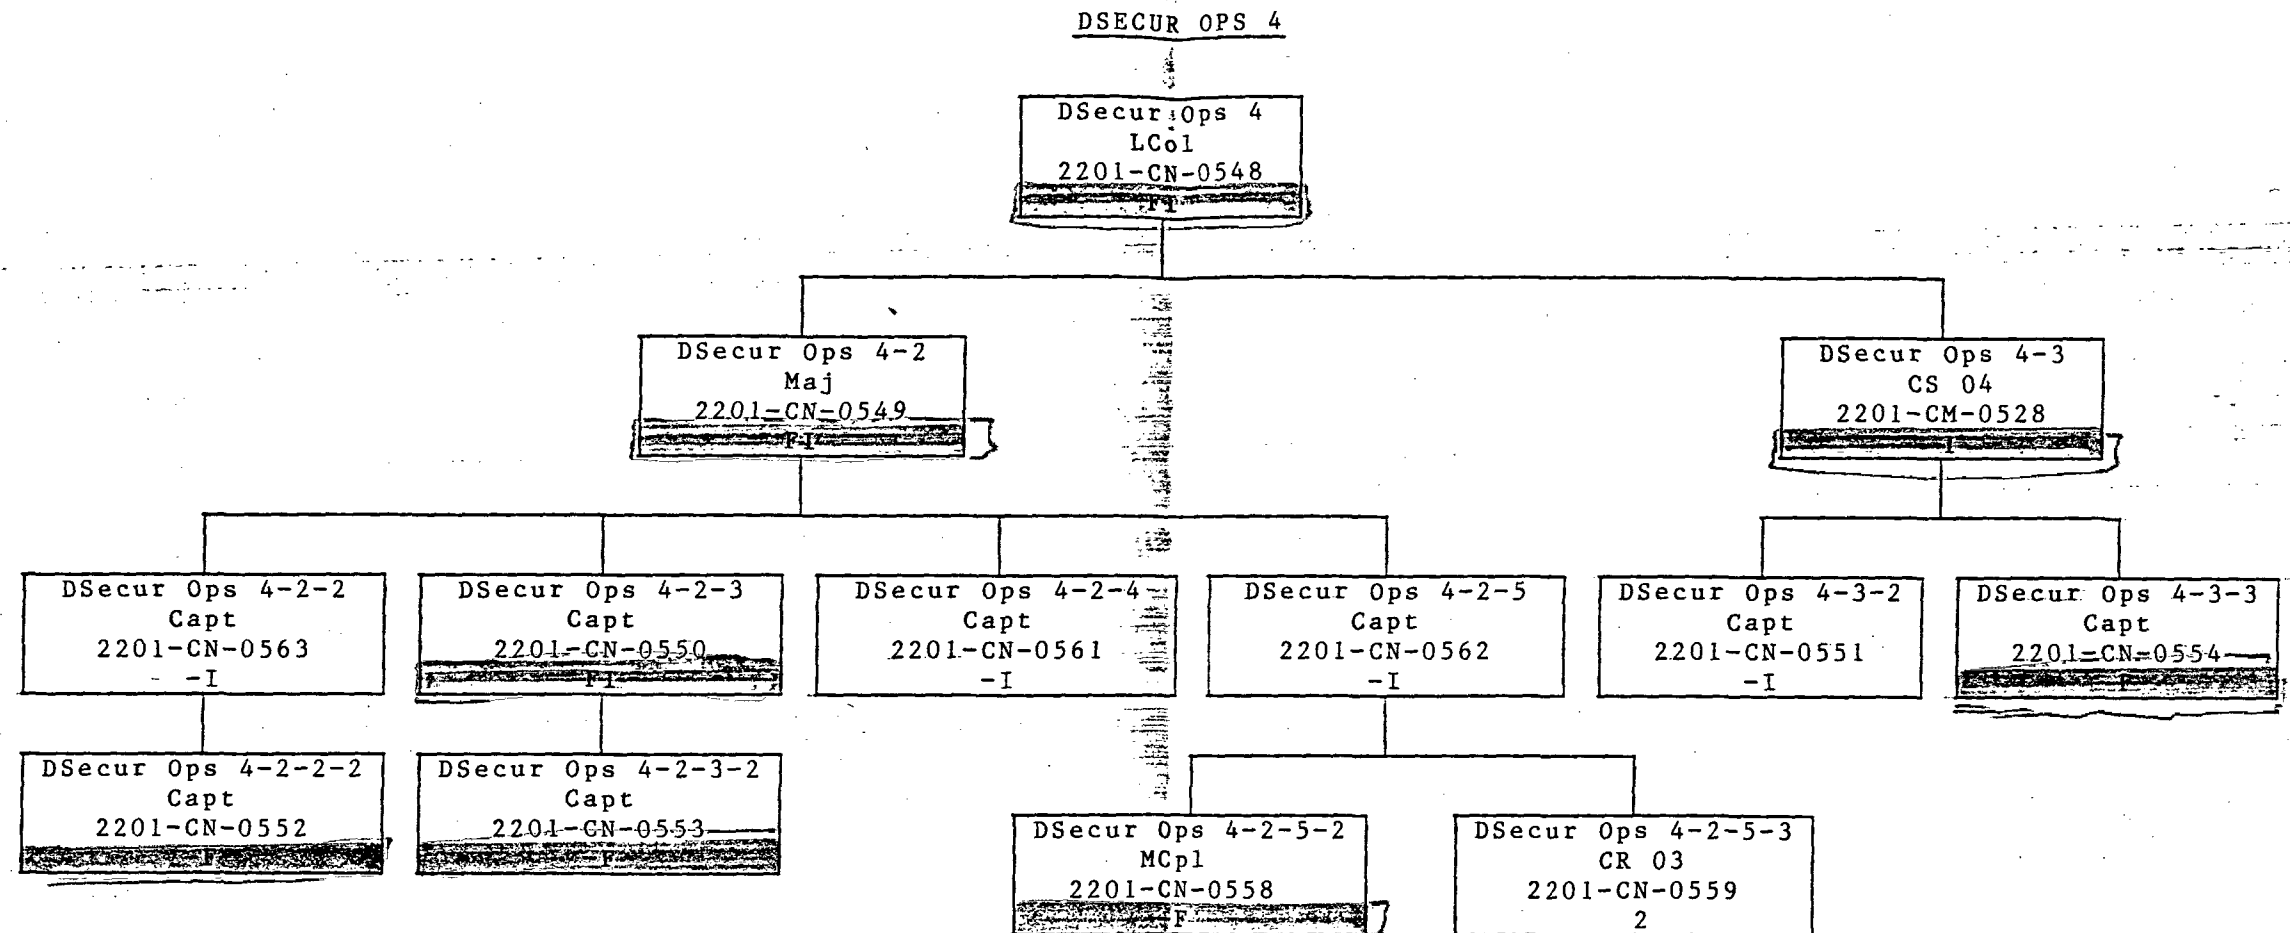 DSECUR OPS 4
DSecur Ops 4
LCol
2201-CN-0548
FI
DSecur Ops 4-2
Maj
2201-CN-0549
FI
DSecur Ops 4-3
CS 04
2201-CM-0528
I
DSecur Ops 4-2-2
Capt
2201-CN-0563
-I
DSecur Ops 4-2-3
Capt
2201-CN-0550
FI
DSecur Ops 4-2-4
Capt
2201-CN-0561
-I
DSecur Ops 4-2-5
Capt
2201-CN-0562
-I
DSecur Ops 4-3-2
Capt
2201-CN-0551
-I
DSecur Ops 4-3-3
Capt
2201-CN-0554
F
DSecur Ops 4-2-2-2
Capt
2201-CN-0552
F
DSecur Ops 4-2-3-2
Capt
2201-CN-0553
F
DSecur Ops 4-2-5-2
MCpl
2201-CN-0558
F
DSecur Ops 4-2-5-3
CR 03
2201-CN-0559
2